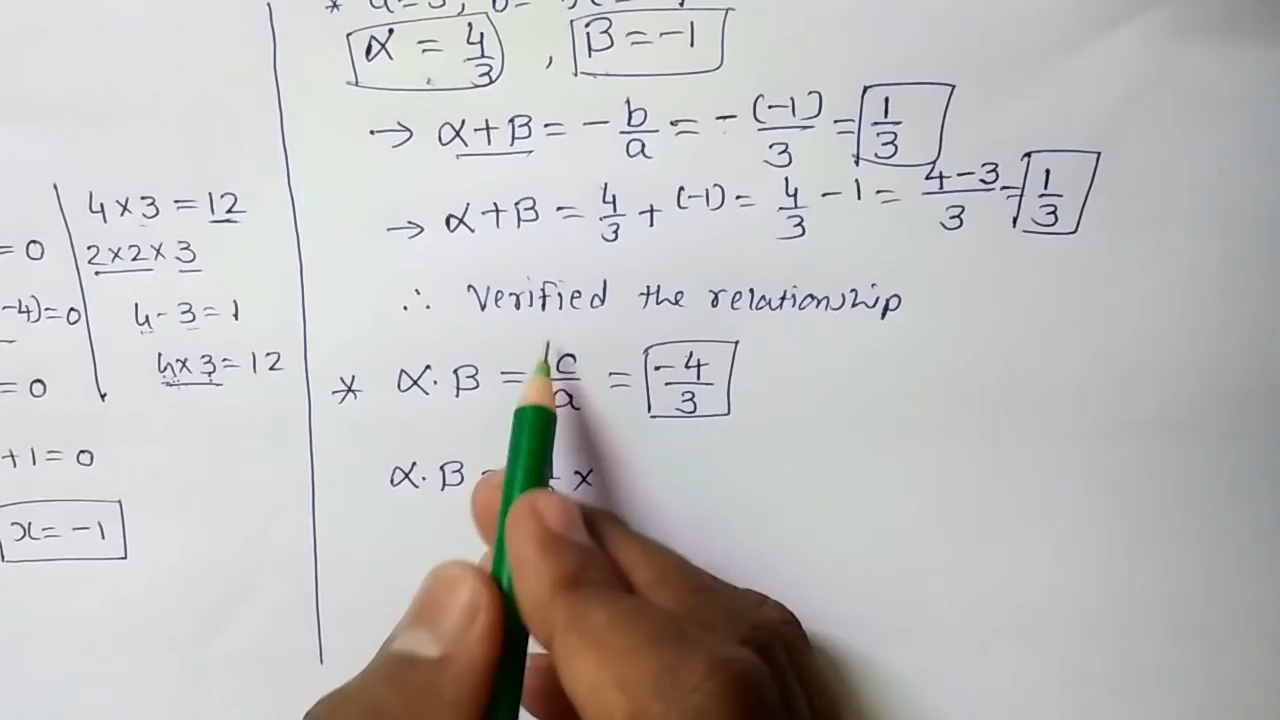 = 0
-4)=0
= 0
+ 1 = 0
x = -1
4 × 3 = 12
2×2×3
4 - 3 = 1
4×3 = 12
α = 4/3 , β = -1
→ α + β = - b/a = - (-1)/3 = 1/3
→ α + β = 4/3 + (-1) = 4/3 - 1 = 4-3/3 = 1/3
∴ Verified the relationship
* α · β = c/a = -4/3
α · β = ×